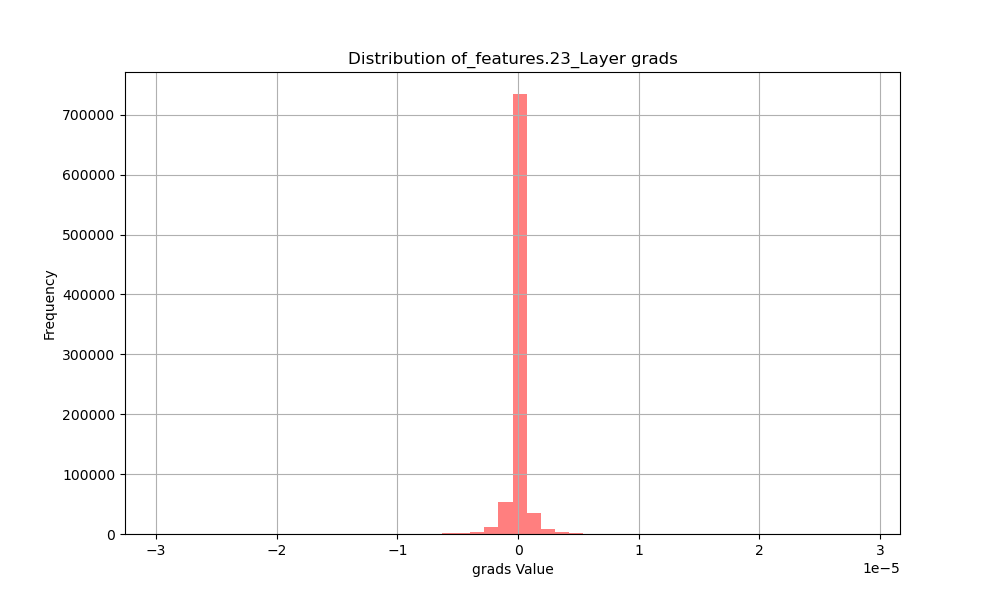 Distribution of_features.23_Layer grads
700000
600000
500000
400000
300000
200000
100000
0
Frequency
−3 −2 −1 0 1 2 3
1e−5
grads Value